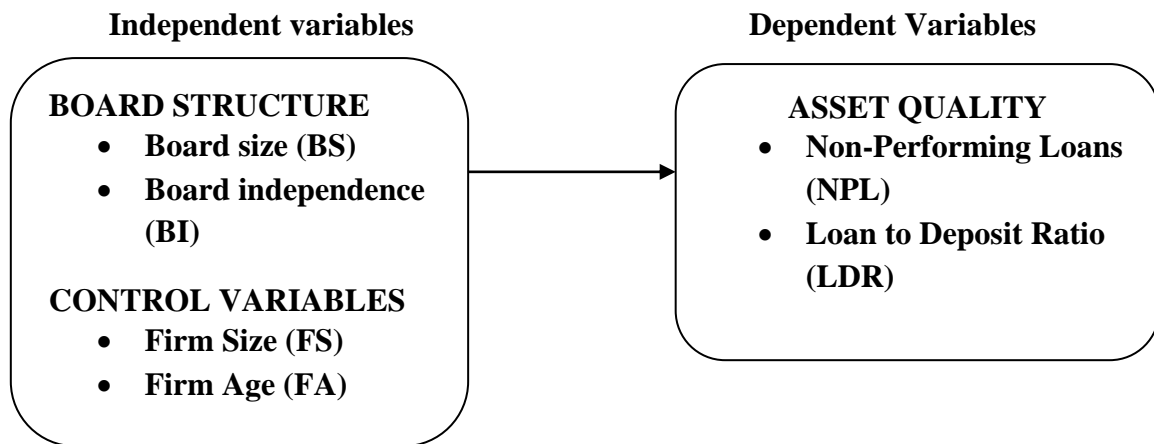 Independent variables
BOARD STRUCTURE
• Board size (BS)
• Board independence
(BI)
CONTROL VARIABLES
• Firm Size (FS)
• Firm Age (FA)
Dependent Variables
ASSET QUALITY
• Non-Performing Loans
(NPL)
• Loan to Deposit Ratio
(LDR)